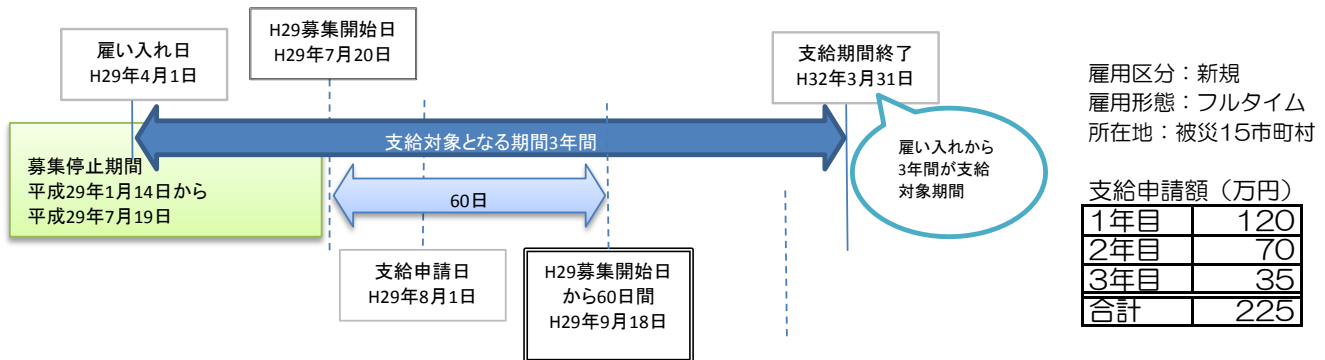 雇い入れ日
H29年4月1日
H29募集開始日
H29年7月20日
支給期間終了
H32年3月31日
雇用区分：新規
雇用形態：フルタイム
所在地：被災15市町村
支給対象となる期間3年間
募集停止期間
平成29年1月14日から
平成29年7月19日
60日
雇い入れから
3年間が支給
対象期間
支給申請日
H29年8月1日
H29募集開始日
から60日間
H29年9月18日
支給申請額（万円）
1年目 120
2年目 70
3年目 35
合計 225